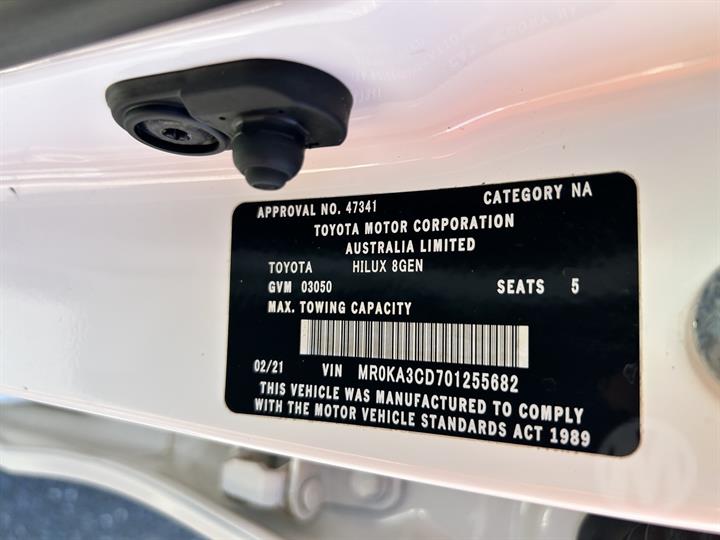 APPROVAL NO. 47341 CATEGORY NA
TOYOTA MOTOR CORPORATION
AUSTRALIA LIMITED
TOYOTA HILUX 8GEN
GVM 03050 SEATS 5
MAX. TOWING CAPACITY
02/21 VIN MR0KA3CD701255682
THIS VEHICLE WAS MANUFACTURED TO COMPLY
WITH THE MOTOR VEHICLE STANDARDS ACT 1989